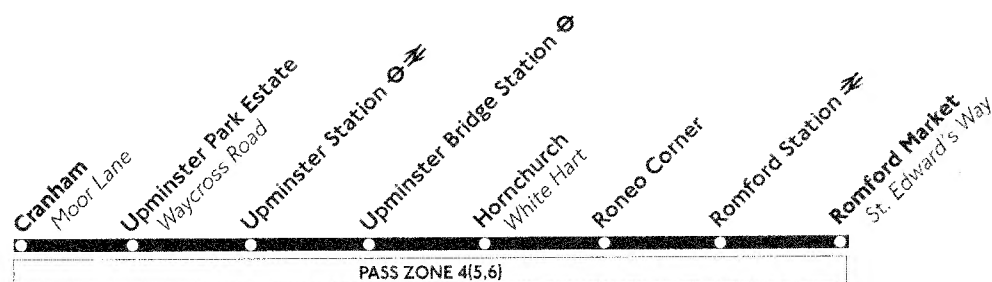 Cranham
Moor Lane
Upminster Park Estate
Waycross Road
Upminster Station
Upminster Bridge Station
Hornchurch
White Hart
Roneo Corner
Romford Station
Romford Market
St. Edward's Way
PASS ZONE 4(5,6)